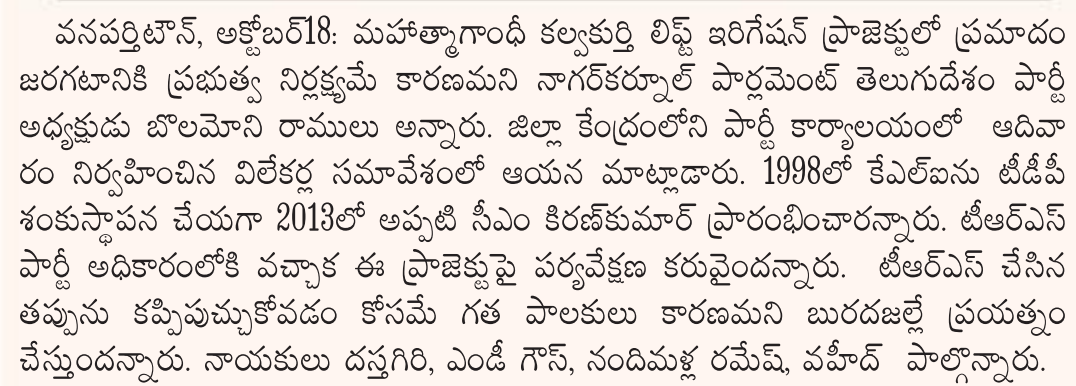 వనపర్తిటౌన్, అక్టోబర్18: మహాత్మాగాంధీ కల్వకుర్తి లిఫ్ట్ ఇరిగేషన్ ప్రాజెక్టులో ప్రమాదం
జరగటానికి ప్రభుత్వ నిర్లక్ష్యమే కారణమని నాగర్‌కర్నూల్ పార్లమెంట్ తెలుగుదేశం పార్టీ
అధ్యక్షుడు బొలమోని రాములు అన్నారు. జిల్లా కేంద్రంలోని పార్టీ కార్యాలయంలో ఆదివా
రం నిర్వహించిన విలేకర్ల సమావేశంలో ఆయన మాట్లాడారు. 1998లో కేఎల్ఐను టీడీపీ
శంకుస్థాపన చేయగా 2013లో అప్పటి సీఎం కిరణ్‌కుమార్ ప్రారంభించారన్నారు. టీఆర్ఎస్
పార్టీ అధికారంలోకి వచ్చాక ఈ ప్రాజెక్టుపై పర్యవేక్షణ కరువైందన్నారు. టీఆర్ఎస్ చేసిన
తప్పును కప్పిపుచ్చుకోవడం కోసమే గత పాలకులు కారణమని బురదజల్లే ప్రయత్నం
చేస్తుందన్నారు. నాయకులు దస్తగిరి, ఎండీ గౌస్, నందిమళ్ల రమేష్, వహీద్ పాల్గొన్నారు.